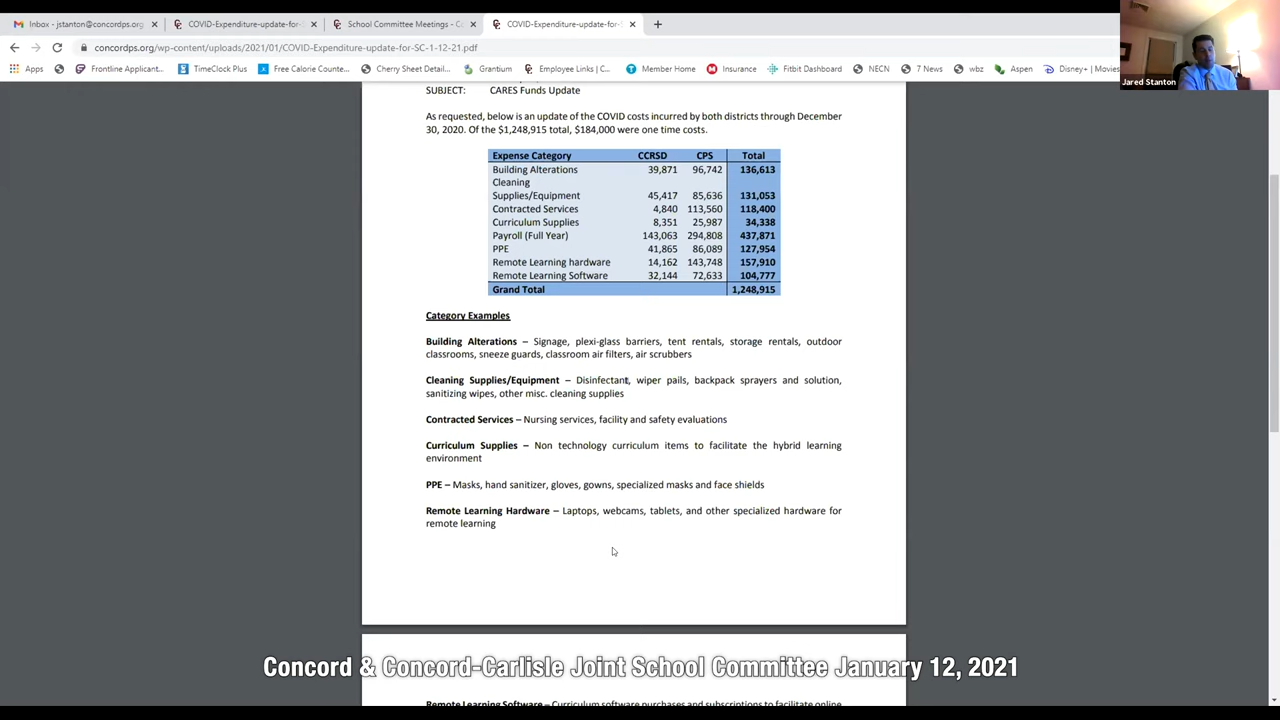 Inbox - jstanton@concordps.org
COVID-Expenditure-update-for-S
School Committee Meetings - Co
COVID-Expenditure-update-for-S
concordps.org/wp-content/uploads/2021/01/COVID-Expenditure-update-for-SC-1-12-21.pdf
Apps Frontline Applicant... TimeClock Plus Free Calorie Counte... Cherry Sheet Detail... Grantium Employee Links | C... Member Home Insurance Fitbit Dashboard NECN 7 News wbz Aspen Disney+ | Movies
Jared Stanton
SUBJECT: CARES Funds Update
As requested, below is an update of the COVID costs incurred by both districts through December
30, 2020. Of the $1,248,915 total, $184,000 were one time costs.
Expense Category CCRSD CPS Total
Building Alterations 39,871 96,742 136,613
Cleaning
Supplies/Equipment 45,417 85,636 131,053
Contracted Services 4,840 113,560 118,400
Curriculum Supplies 8,351 25,987 34,338
Payroll (Full Year) 143,063 294,808 437,871
PPE 41,865 86,089 127,954
Remote Learning hardware 14,162 143,748 157,910
Remote Learning Software 32,144 72,633 104,777
Grand Total 1,248,915
Category Examples
Building Alterations – Signage, plexi-glass barriers, tent rentals, storage rentals, outdoor
classrooms, sneeze guards, classroom air filters, air scrubbers
Cleaning Supplies/Equipment – Disinfectant, wiper pails, backpack sprayers and solution,
sanitizing wipes, other misc. cleaning supplies
Contracted Services – Nursing services, facility and safety evaluations
Curriculum Supplies – Non technology curriculum items to facilitate the hybrid learning
environment
PPE – Masks, hand sanitizer, gloves, gowns, specialized masks and face shields
Remote Learning Hardware – Laptops, webcams, tablets, and other specialized hardware for
remote learning
Concord & Concord-Carlisle Joint School Committee January 12, 2021
Remote Learning Software – Curriculum software purchases and subscriptions to facilitate online